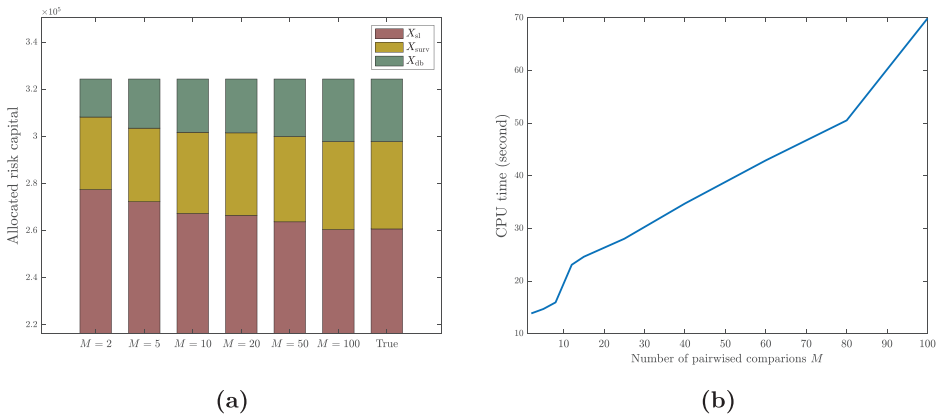 ×10⁵
3.4
3.2
3
2.8
2.6
2.4
2.2
Allocated risk capital
X_sl
X_surv
X_db
M = 2 M = 5 M = 10 M = 20 M = 50 M = 100 True
(a)
70
60
50
40
30
20
10
CPU time (second)
10 20 30 40 50 60 70 80 90 100
Number of pairwised comparions M
(b)